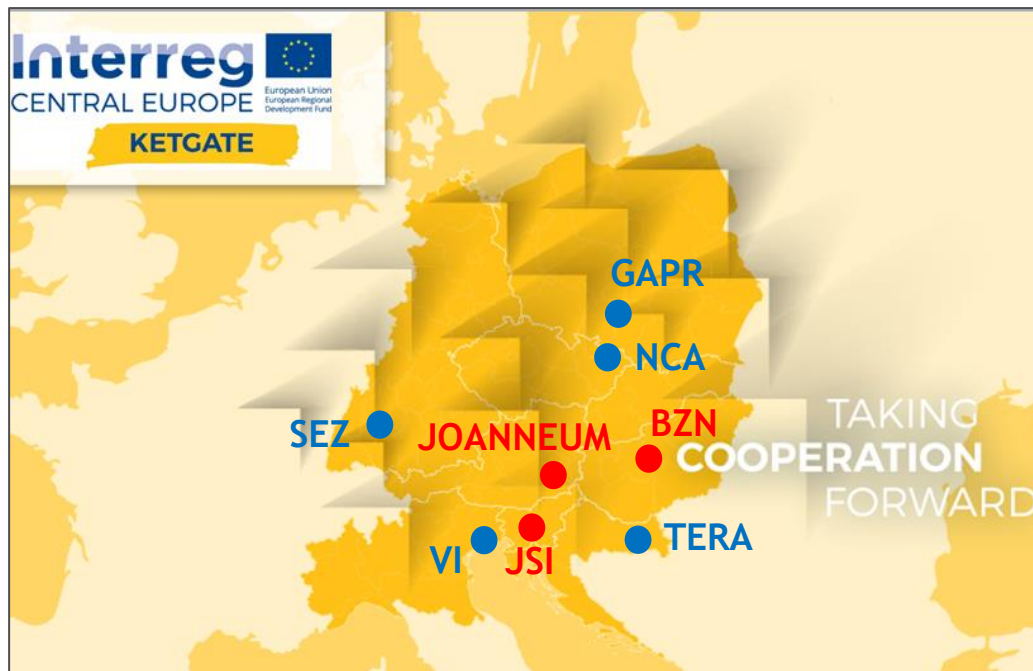 Interreg
CENTRAL EUROPE
European Union
European Regional
Development Fund
KETGATE
GAPR
NCA
SEZ
JOANNEUM
BZN
TAKING
COOPERATION
FORWARD
VI
JSI
TERA